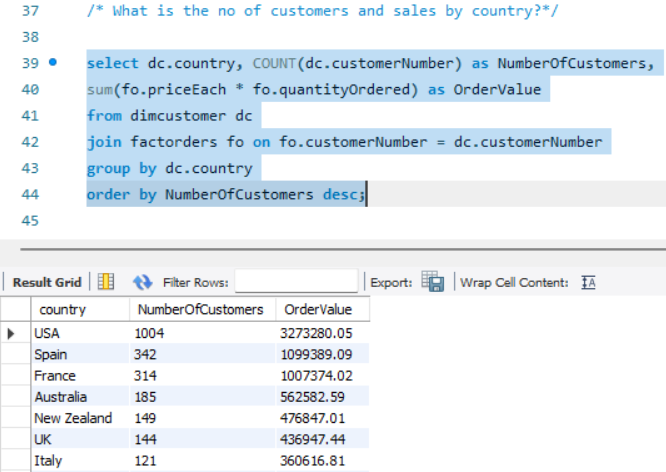 37 /* What is the no of customers and sales by country?*/
38
39 select dc.country, COUNT(dc.customerNumber) as NumberOfCustomers,
40 sum(fo.priceEach * fo.quantityOrdered) as OrderValue
41 from dimcustomer dc
42 join factorders fo on fo.customerNumber = dc.customerNumber
43 group by dc.country
44 order by NumberOfCustomers desc;
45
Result Grid Filter Rows: Export: Wrap Cell Content: IA
country NumberOfCustomers OrderValue
USA 1004 3273280.05
Spain 342 1099389.09
France 314 1007374.02
Australia 185 562582.59
New Zealand 149 476847.01
UK 144 436947.44
Italy 121 360616.81